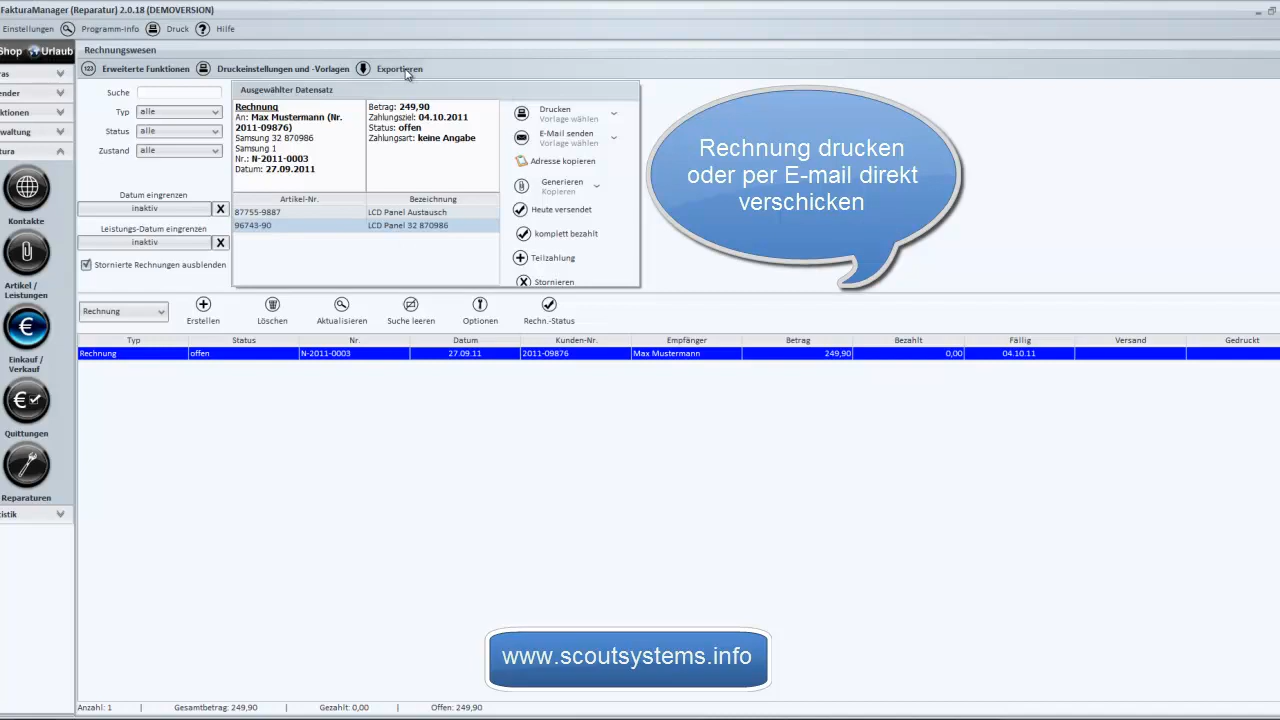 FakturaManager (Reparatur) 2.0.18 (DEMOVERSION)
Einstellungen Programm-Info Druck Hilfe
Shop Urlaub
Rechnungswesen
Erweiterte Funktionen Druckeinstellungen und -Vorlagen Exportieren
ras
ender
ktionen
waltung
tura
Kontakte
Artikel /
Leistungen
Einkauf /
Verkauf
Quittungen
Reparaturen
tistik
Suche
Typ alle
Status alle
Zustand alle
Datum eingrenzen
inaktiv X
Leistungs-Datum eingrenzen
inaktiv X
Stornierte Rechnungen ausblenden
Ausgewählter Datensatz
Rechnung
An: Max Mustermann (Nr.
2011-09876)
Samsung 32 870986
Samsung 1
Nr.: N-2011-0003
Datum: 27.09.2011
Betrag: 249,90
Zahlungsziel: 04.10.2011
Status: offen
Zahlungsart: keine Angabe
Artikel-Nr. Bezeichnung
87755-9887 LCD Panel Austausch
96743-90 LCD Panel 32 870986
Drucken
Vorlage wählen
E-Mail senden
Vorlage wählen
Adresse kopieren
Generieren
Kopieren
Heute versendet
komplett bezahlt
Teilzahlung
Stornieren
Rechnung drucken
oder per E-mail direkt
verschicken
Rechnung Erstellen Löschen Aktualisieren Suche leeren Optionen Rechn.-Status
Typ Status Nr. Datum Kunden-Nr. Empfänger Betrag Bezahlt Fällig Versand Gedruckt
Rechnung offen N-2011-0003 27.09.11 2011-09876 Max Mustermann 249,90 0,00 04.10.11
www.scoutsystems.info
Anzahl: 1 | Gesamtbetrag: 249,90 | Gezahlt: 0,00 | Offen: 249,90